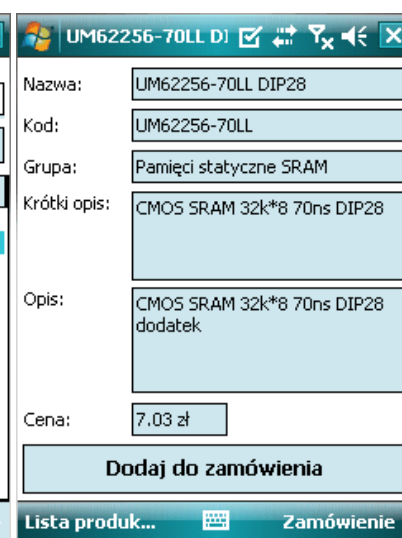 UM62256-70LL DI
Nazwa: UM62256-70LL DIP28
Kod: UM62256-70LL
Grupa: Pamięci statyczne SRAM
Krótki opis: CMOS SRAM 32k*8 70ns DIP28
Opis: CMOS SRAM 32k*8 70ns DIP28
dodatek
Cena: 7.03 zł
Dodaj do zamówienia
Lista produk... Zamówienie